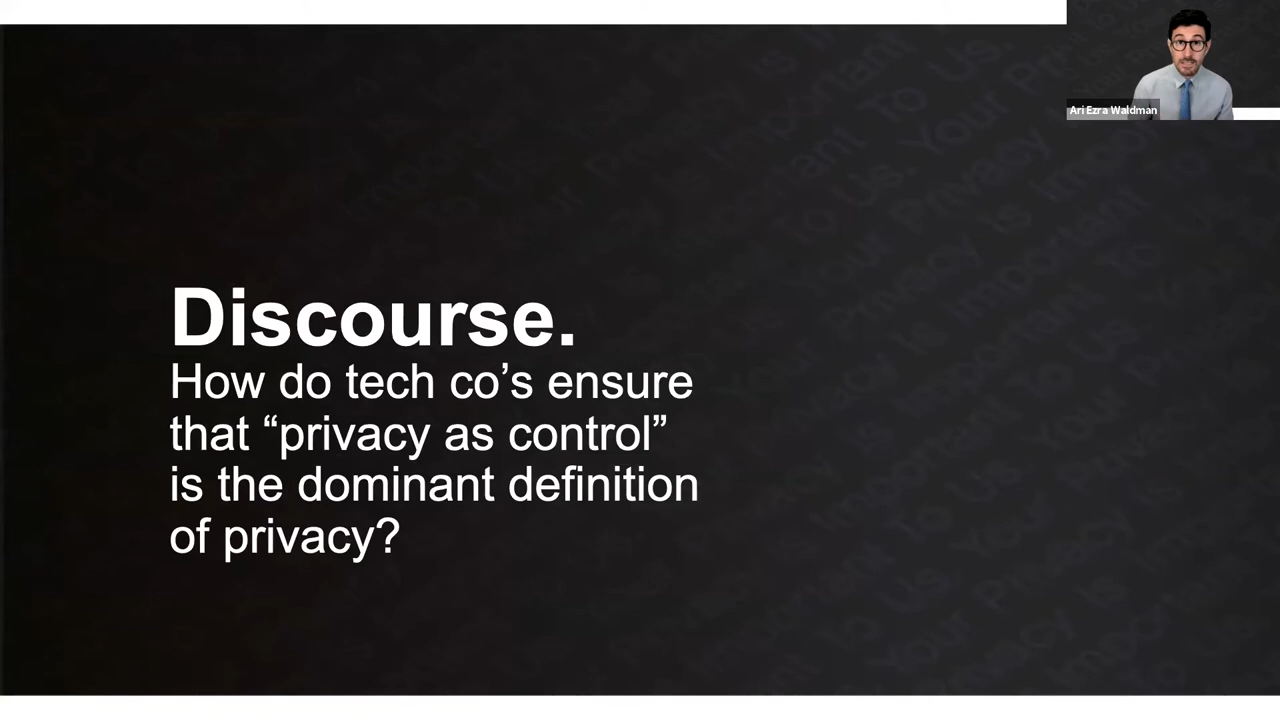 Ari Ezra Waldman
Discourse.
How do tech co’s ensure
that “privacy as control”
is the dominant definition
of privacy?